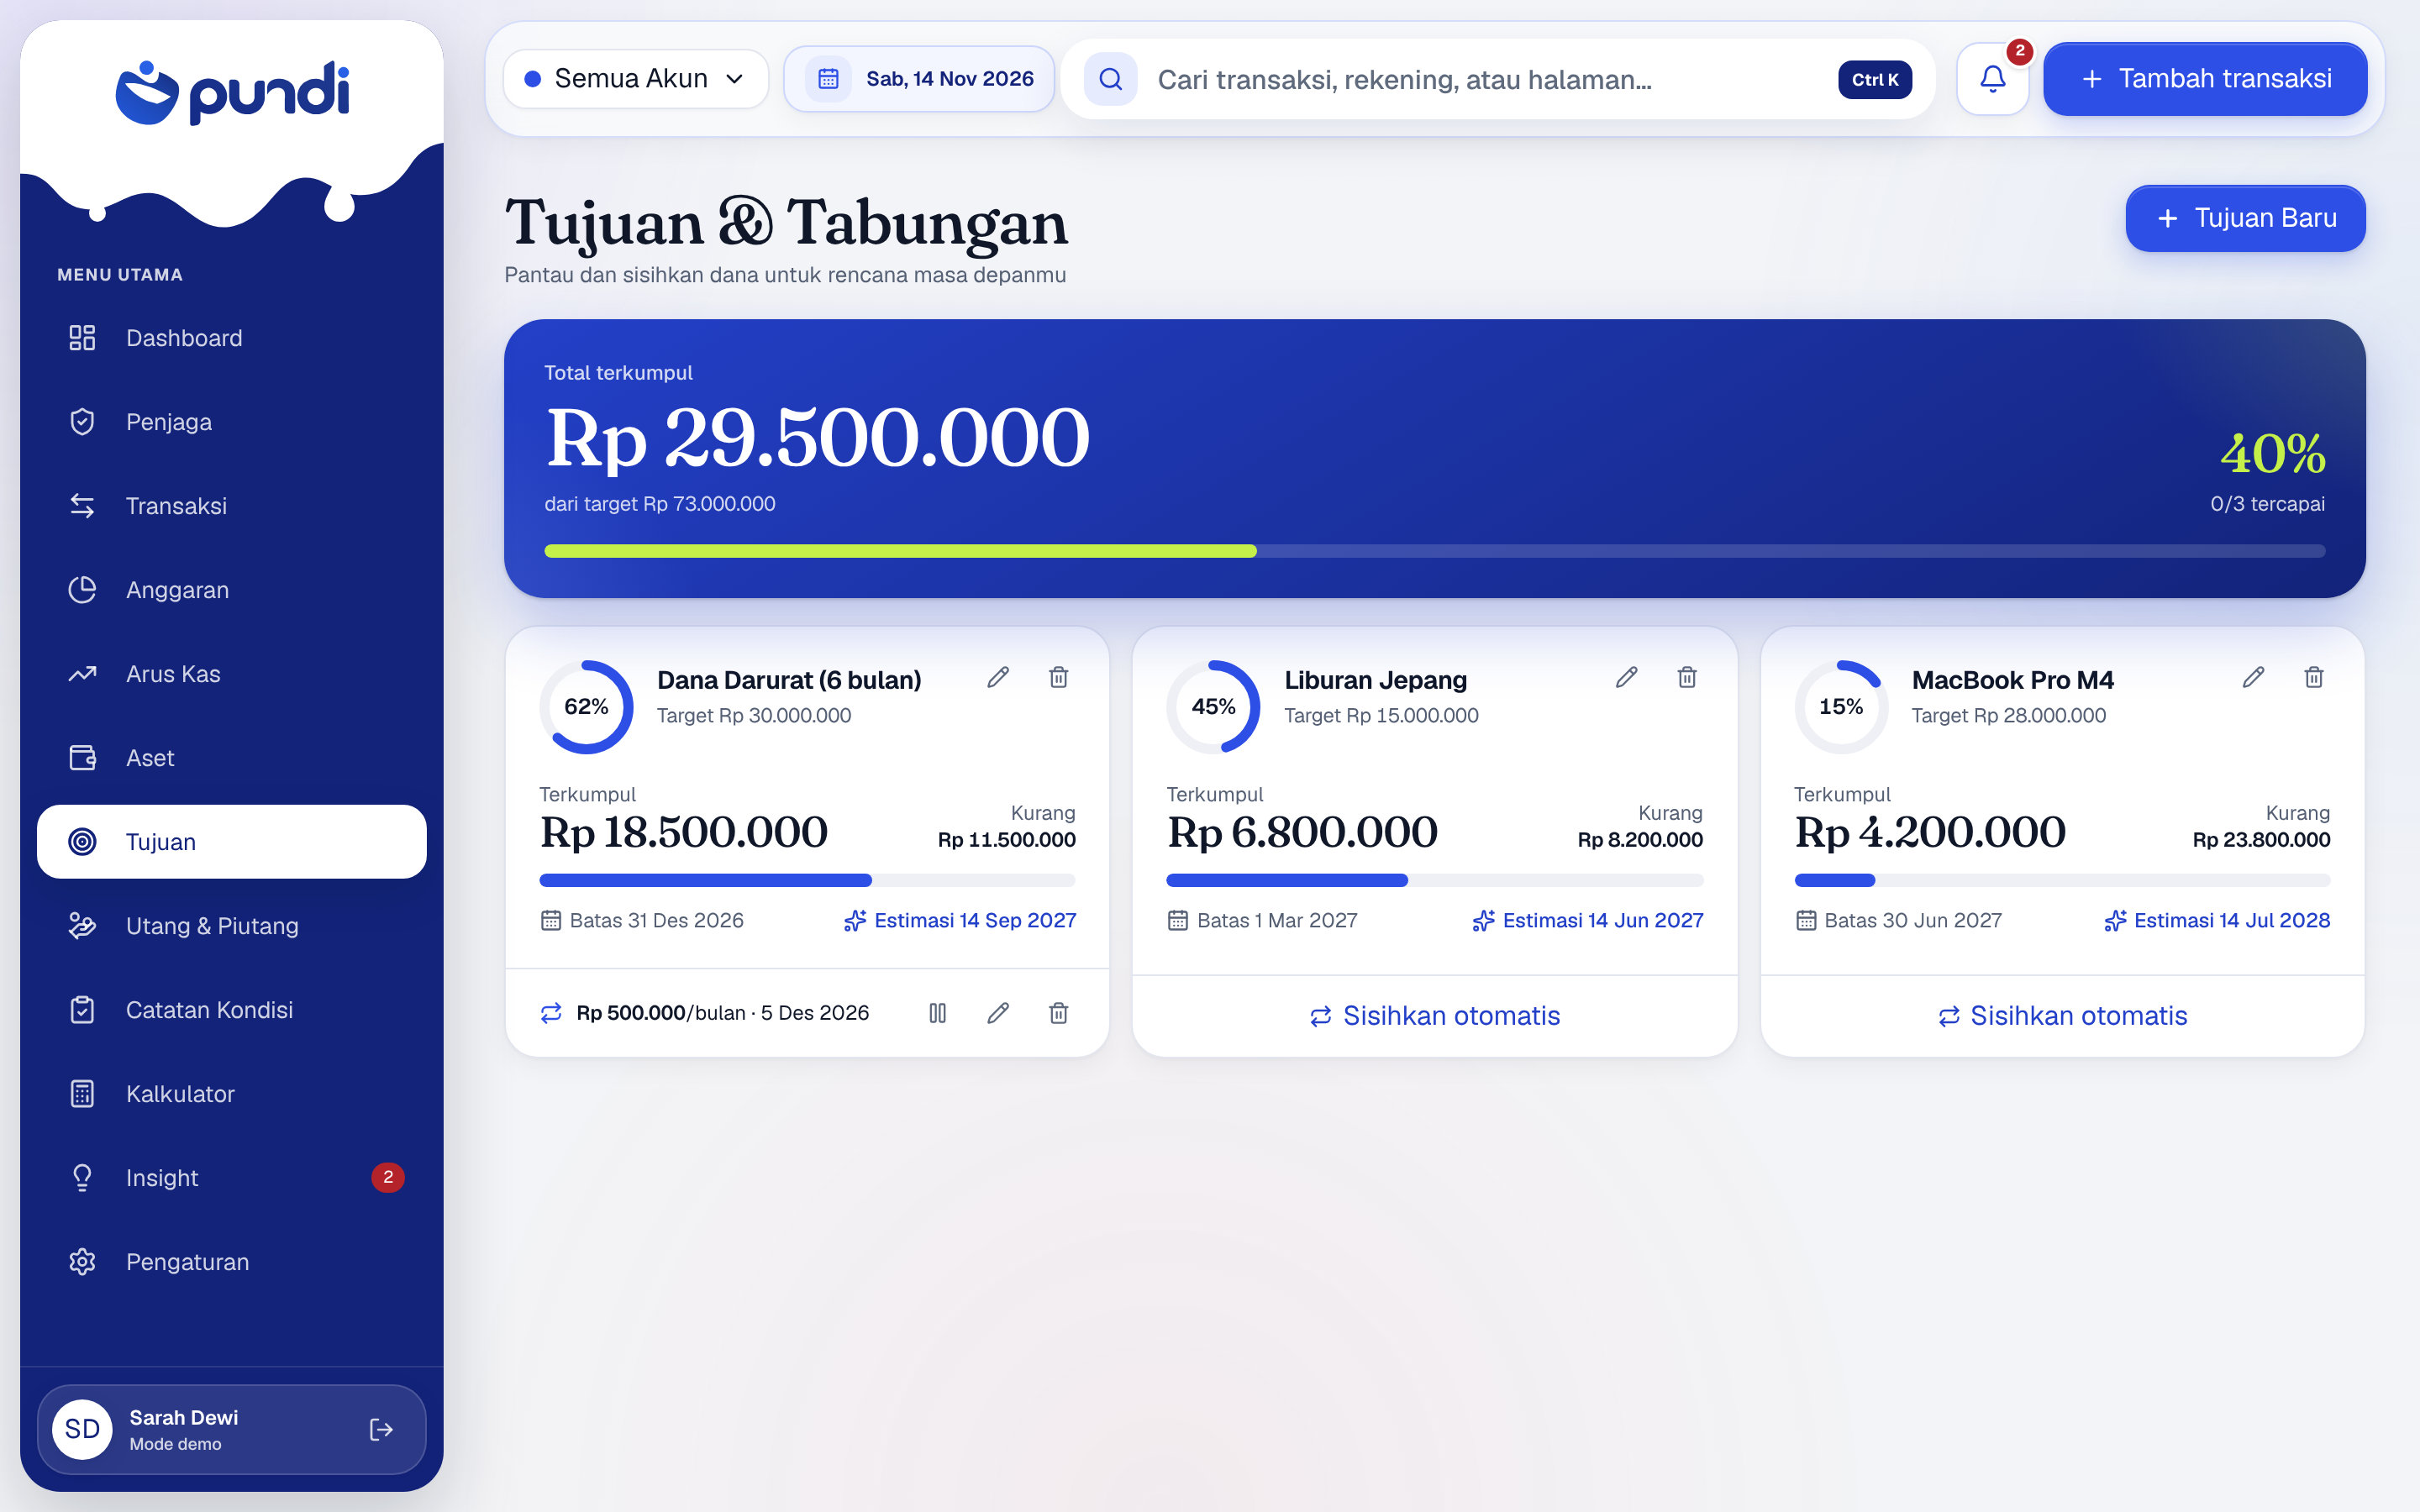 pundi
MENU UTAMA
Dashboard
Penjaga
Transaksi
Anggaran
Arus Kas
Aset
Tujuan
Utang & Piutang
Catatan Kondisi
Kalkulator
Insight 2
Pengaturan
SD
Sarah Dewi
Mode demo
Semua Akun
Sab, 14 Nov 2026
Cari transaksi, rekening, atau halaman...
Ctrl K
2
+ Tambah transaksi
Tujuan & Tabungan
Pantau dan sisihkan dana untuk rencana masa depanmu
+ Tujuan Baru
Total terkumpul
Rp 29.500.000
dari target Rp 73.000.000
40%
0/3 tercapai
62%
Dana Darurat (6 bulan)
Target Rp 30.000.000
Terkumpul
Rp 18.500.000
Kurang
Rp 11.500.000
Batas 31 Des 2026
Estimasi 14 Sep 2027
Rp 500.000/bulan · 5 Des 2026
45%
Liburan Jepang
Target Rp 15.000.000
Terkumpul
Rp 6.800.000
Kurang
Rp 8.200.000
Batas 1 Mar 2027
Estimasi 14 Jun 2027
Sisihkan otomatis
15%
MacBook Pro M4
Target Rp 28.000.000
Terkumpul
Rp 4.200.000
Kurang
Rp 23.800.000
Batas 30 Jun 2027
Estimasi 14 Jul 2028
Sisihkan otomatis